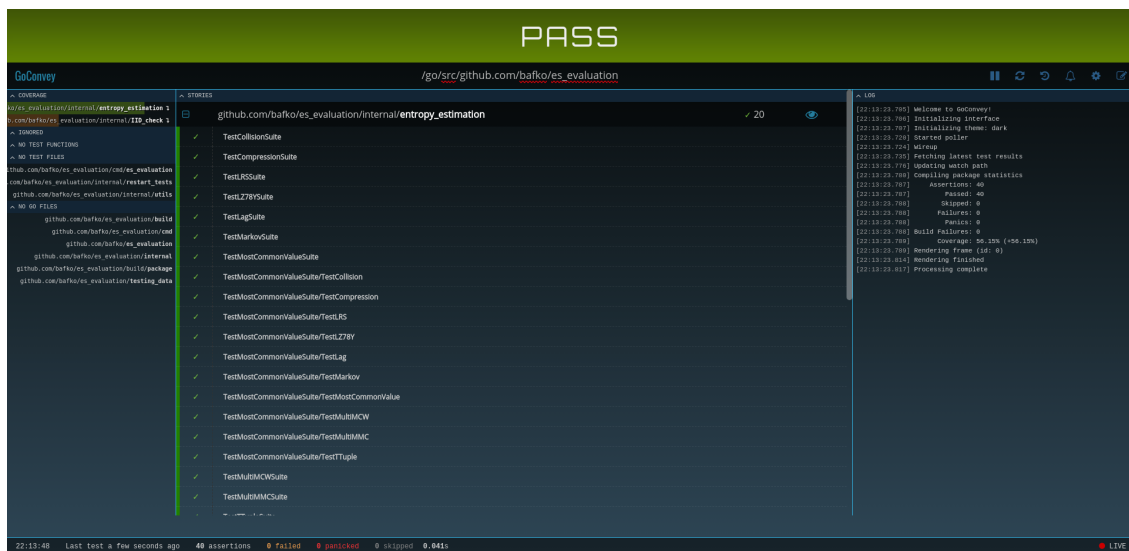 PASS
GoConvey
/go/src/github.com/bafko/es_evaluation
COVERAGE
ko/es_evaluation/internal/entropy_estimation 1
b.com/bafko/es_evaluation/internal/IID_check 1
IGNORED
NO TEST FUNCTIONS
NO TEST FILES
ithub.com/bafko/es_evaluation/cmd/es_evaluation
.com/bafko/es_evaluation/internal/restart_tests
github.com/bafko/es_evaluation/internal/utils
NO GO FILES
github.com/bafko/es_evaluation/build
github.com/bafko/es_evaluation/cmd
github.com/bafko/es_evaluation
github.com/bafko/es_evaluation/internal
github.com/bafko/es_evaluation/build/package
github.com/bafko/es_evaluation/testing_data
STORIES
github.com/bafko/es_evaluation/internal/entropy_estimation ✓ 20
✓ TestCollisionSuite
✓ TestCompressionSuite
✓ TestLRSSuite
✓ TestLZ78YSuite
✓ TestLagSuite
✓ TestMarkovSuite
✓ TestMostCommonValueSuite
✓ TestMostCommonValueSuite/TestCollision
✓ TestMostCommonValueSuite/TestCompression
✓ TestMostCommonValueSuite/TestLRS
✓ TestMostCommonValueSuite/TestLZ78Y
✓ TestMostCommonValueSuite/TestLag
✓ TestMostCommonValueSuite/TestMarkov
✓ TestMostCommonValueSuite/TestMostCommonValue
✓ TestMostCommonValueSuite/TestMultiMCW
✓ TestMostCommonValueSuite/TestMultiMMC
✓ TestMostCommonValueSuite/TestTTuple
✓ TestMultiMCWSuite
✓ TestMultiMMCSuite
LOG
[22:13:23.705] Welcome to GoConvey!
[22:13:23.706] Initializing interface
[22:13:23.707] Initializing theme: dark
[22:13:23.720] Started poller
[22:13:23.724] Wireup
[22:13:23.735] Fetching latest test results
[22:13:23.776] Updating watch path
[22:13:23.780] Compiling package statistics
[22:13:23.787] Assertions: 40
[22:13:23.787] Passed: 40
[22:13:23.788] Skipped: 0
[22:13:23.788] Failures: 0
[22:13:23.788] Panics: 0
[22:13:23.788] Build Failures: 0
[22:13:23.789] Coverage: 56.15% (+56.15%)
[22:13:23.789] Rendering frame (id: 0)
[22:13:23.814] Rendering finished
[22:13:23.817] Processing complete
22:13:48 Last test a few seconds ago 40 assertions 0 failed 0 panicked 0 skipped 0.041s LIVE